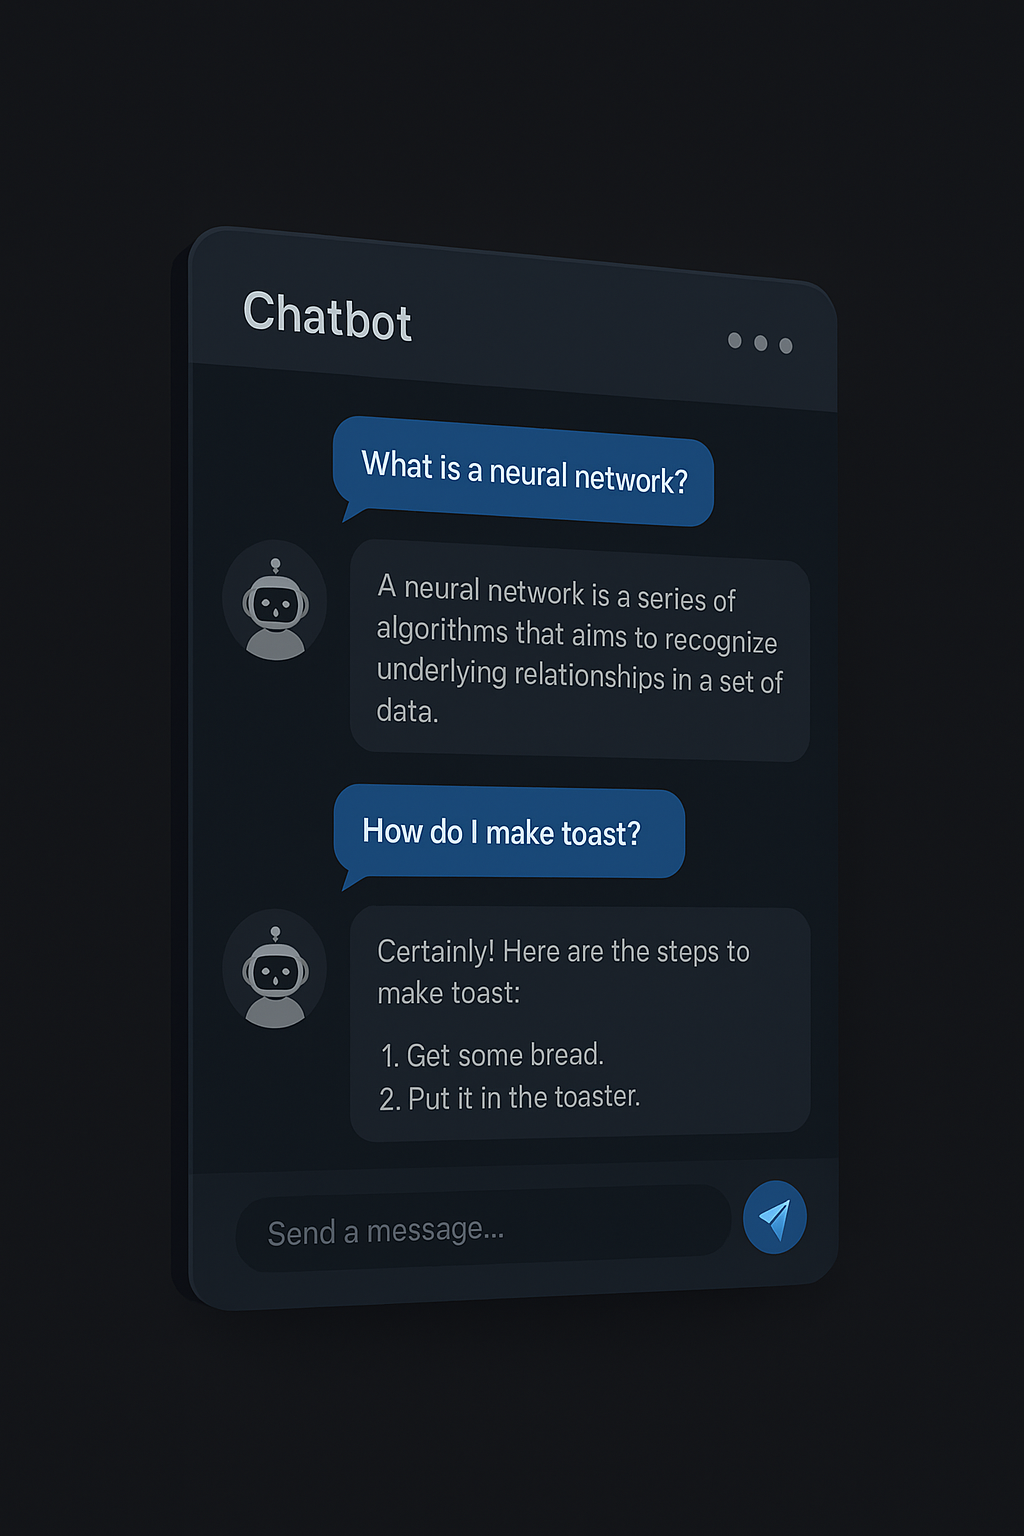 Chatbot
What is a neural network?
A neural network is a series of
algorithms that aims to recognize
underlying relationships in a set of
data.
How do I make toast?
Certainly! Here are the steps to
make toast:
1. Get some bread.
2. Put it in the toaster.
Send a message...